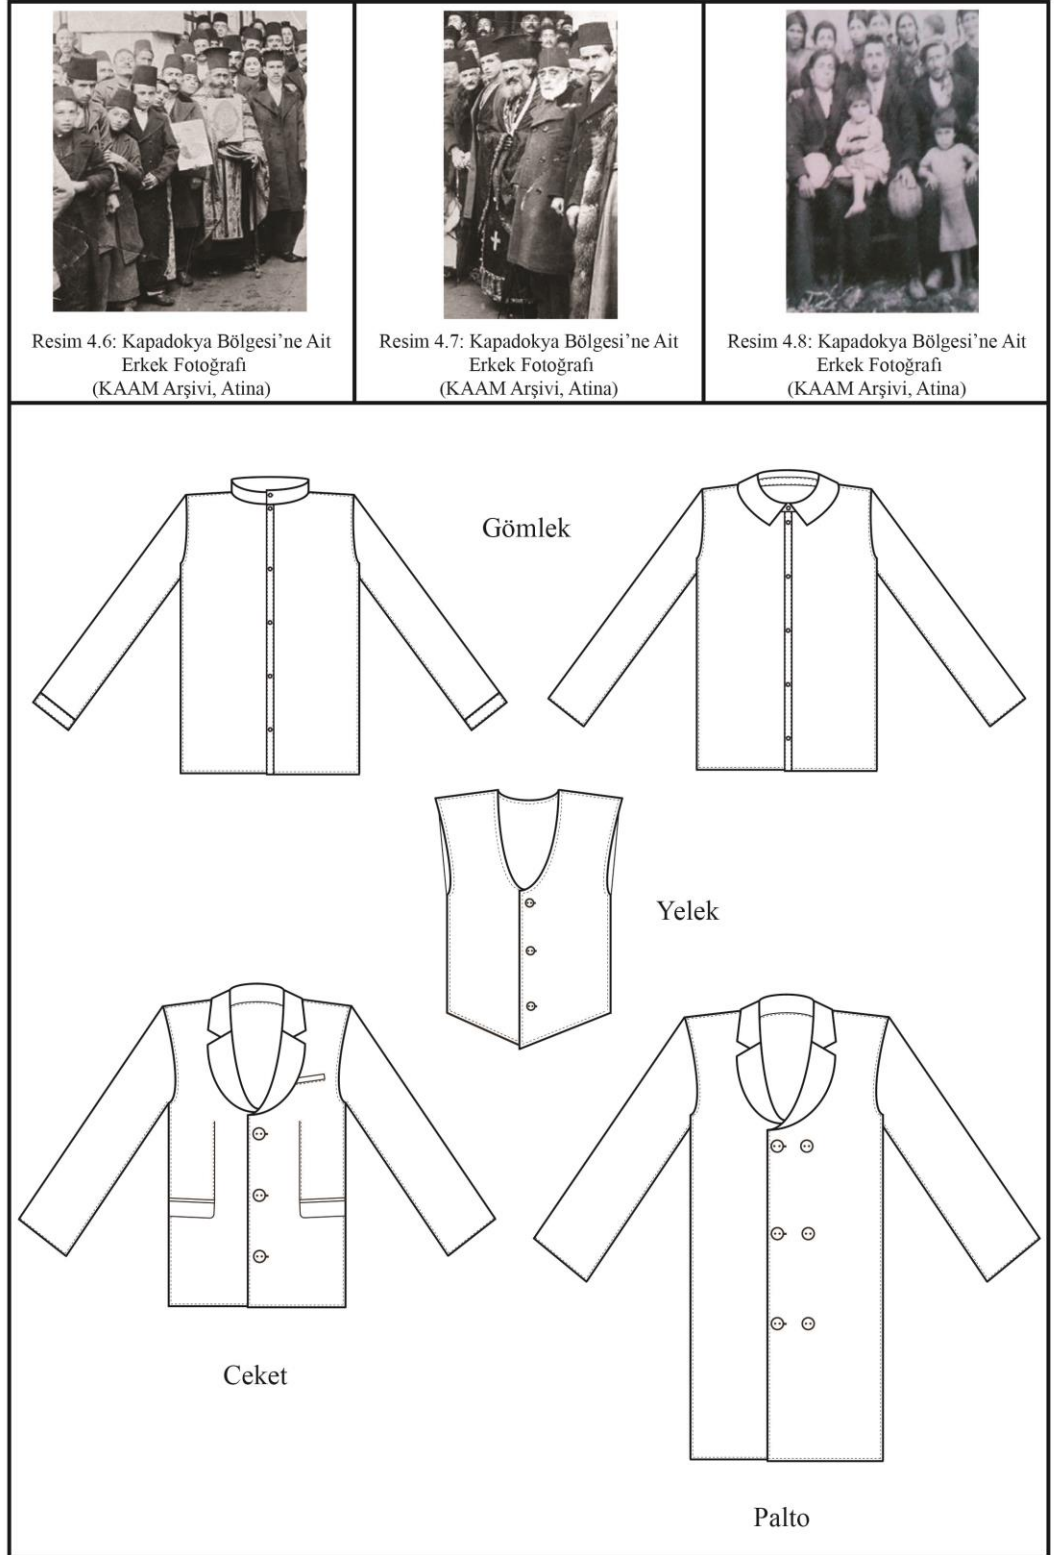 Resim 4.6: Kapadokya Bölgesi’ne Ait
Erkek Fotoğrafı
(KAAM Arşivi, Atina)
Resim 4.7: Kapadokya Bölgesi’ne Ait
Erkek Fotoğrafı
(KAAM Arşivi, Atina)
Resim 4.8: Kapadokya Bölgesi’ne Ait
Erkek Fotoğrafı
(KAAM Arşivi, Atina)
Gömlek
Yelek
Ceket
Palto